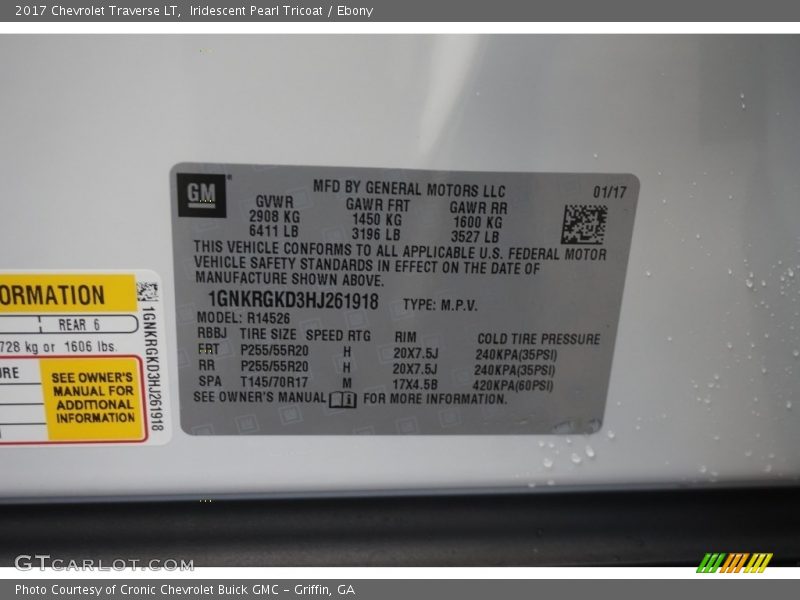 2017 Chevrolet Traverse LT, Iridescent Pearl Tricoat / Ebony
GM
MFD BY GENERAL MOTORS LLC
01/17
GVWR GAWR FRT GAWR RR
2908 KG 1450 KG 1600 KG
6411 LB 3196 LB 3527 LB
THIS VEHICLE CONFORMS TO ALL APPLICABLE U.S. FEDERAL MOTOR
VEHICLE SAFETY STANDARDS IN EFFECT ON THE DATE OF
MANUFACTURE SHOWN ABOVE.
1GNKRGKD3HJ261918 TYPE: M.P.V.
MODEL: R14526
RBBJ TIRE SIZE SPEED RTG RIM COLD TIRE PRESSURE
FRT P255/55R20 H 20X7.5J 240KPA(35PSI)
RR P255/55R20 H 20X7.5J 240KPA(35PSI)
SPA T145/70R17 M 17X4.5B 420KPA(60PSI)
SEE OWNER'S MANUAL FOR MORE INFORMATION.
ORMATION
REAR 6
728 kg or 1606 lbs.
URE
SEE OWNER'S
MANUAL FOR
ADDITIONAL
INFORMATION
1GNKRGKD3HJ261918
GTCARLOT.COM
Photo Courtesy of Cronic Chevrolet Buick GMC - Griffin, GA